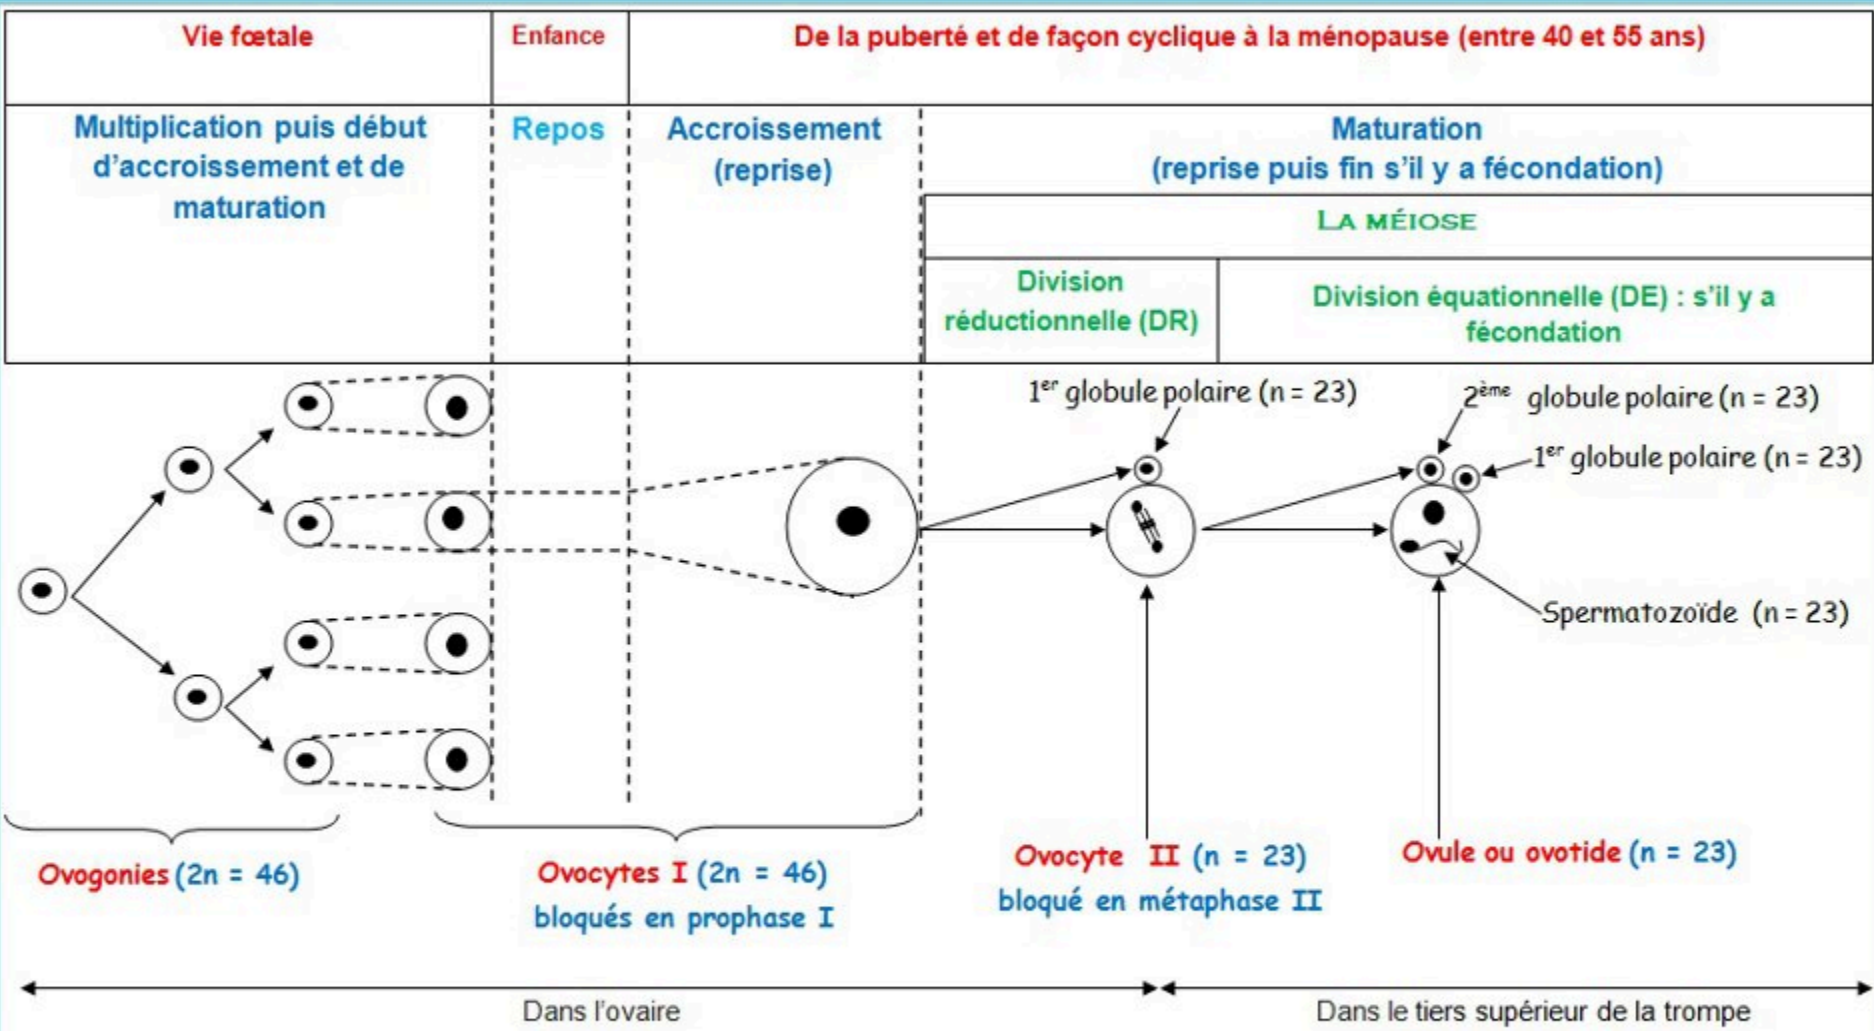 Vie fœtale
Enfance
De la puberté et de façon cyclique à la ménopause (entre 40 et 55 ans)
Multiplication puis début
d'accroissement et de
maturation
Repos
Accroissement
(reprise)
Maturation
(reprise puis fin s'il y a fécondation)
LA MÉIOSE
Division
réductionnelle (DR)
Division équationnelle (DE) : s'il y a
fécondation
1er globule polaire (n = 23)
2ème globule polaire (n = 23)
1er globule polaire (n = 23)
Spermatozoïde (n = 23)
Ovogonies (2n = 46)
Ovocytes I (2n = 46)
bloqués en prophase I
Ovocyte II (n = 23)
bloqué en métaphase II
Ovule ou ovotide (n = 23)
Dans l'ovaire
Dans le tiers supérieur de la trompe